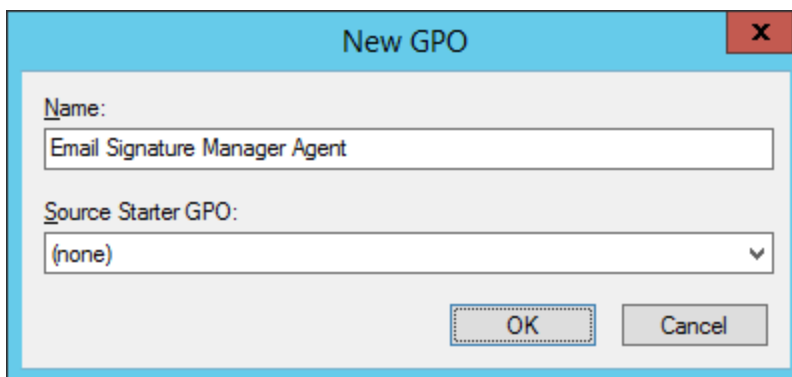 New GPO
x
Name:
Email Signature Manager Agent
Source Starter GPO:
(none)
OK Cancel